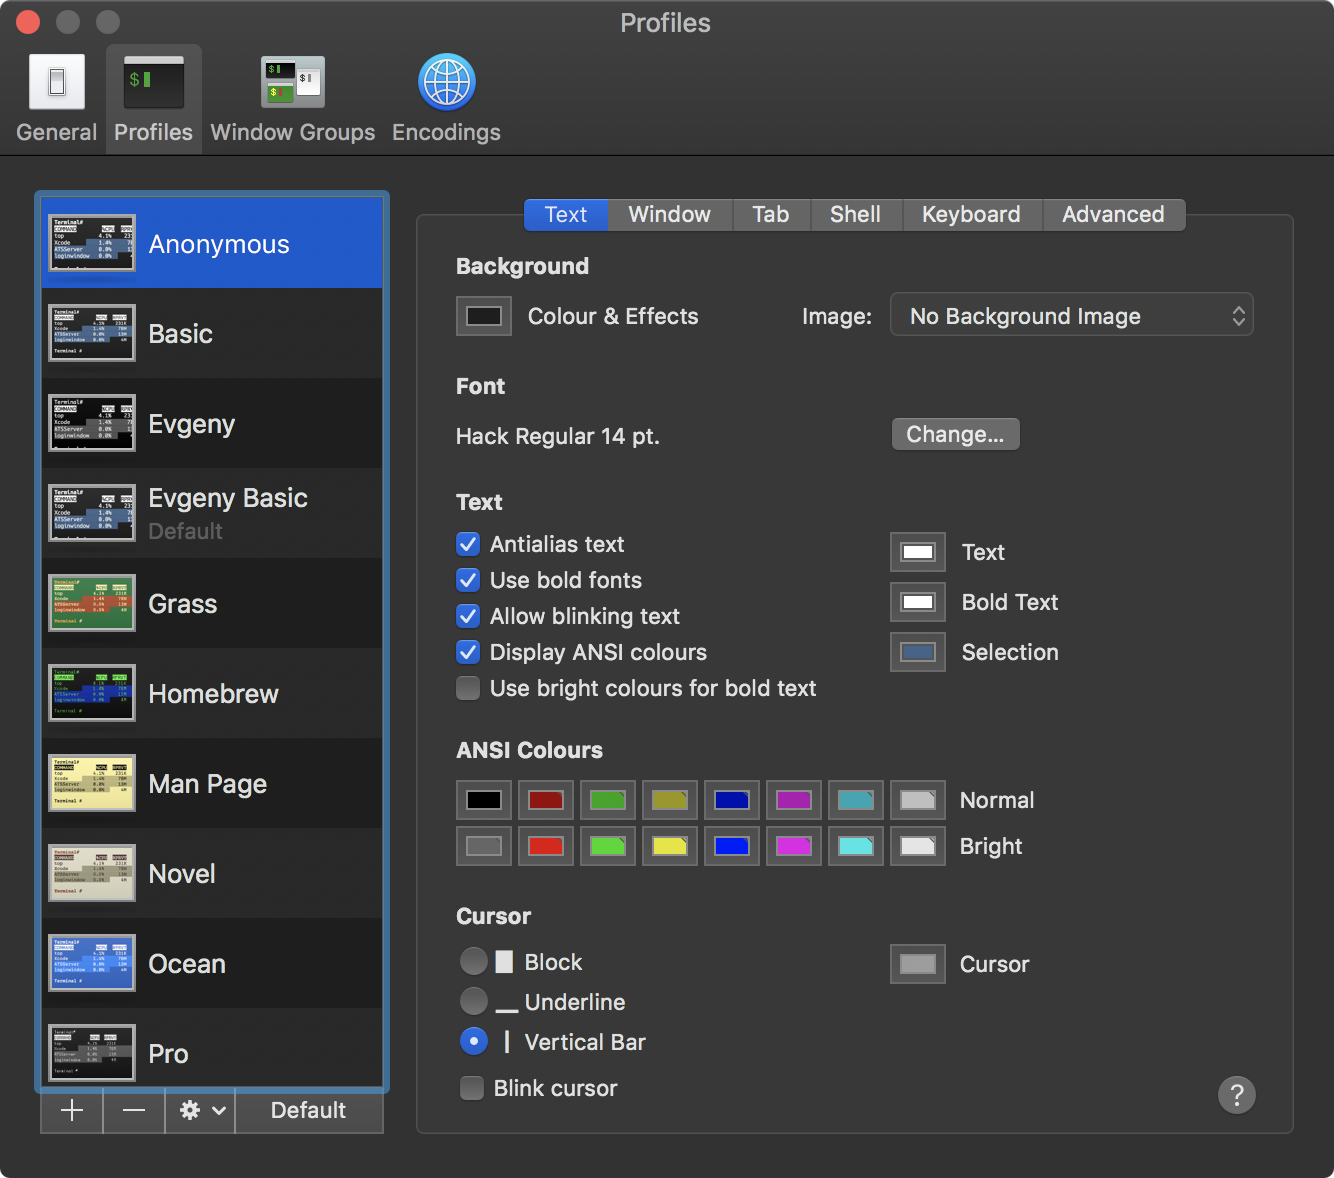 Profiles
General
Profiles
Window Groups
Encodings
Anonymous
Basic
Evgeny
Evgeny Basic
Default
Grass
Homebrew
Man Page
Novel
Ocean
Pro
Default
Text
Window
Tab
Shell
Keyboard
Advanced
Background
Colour & Effects
Image:
No Background Image
Font
Hack Regular 14 pt.
Change...
Text
Antialias text
Use bold fonts
Allow blinking text
Display ANSI colours
Use bright colours for bold text
Text
Bold Text
Selection
ANSI Colours
Normal
Bright
Cursor
Block
Underline
Vertical Bar
Blink cursor
Cursor
?